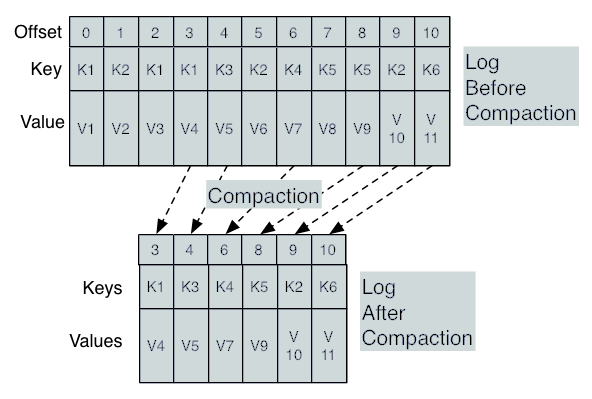 Offset 0 1 2 3 4 5 6 7 8 9 10
Key K1 K2 K1 K1 K3 K2 K4 K5 K5 K2 K6
Value V1 V2 V3 V4 V5 V6 V7 V8 V9 V 10 V 11
Log
Before
Compaction
Compaction
3 4 6 8 9 10
Keys K1 K3 K4 K5 K2 K6
Values V4 V5 V7 V9 V 10 V 11
Log
After
Compaction